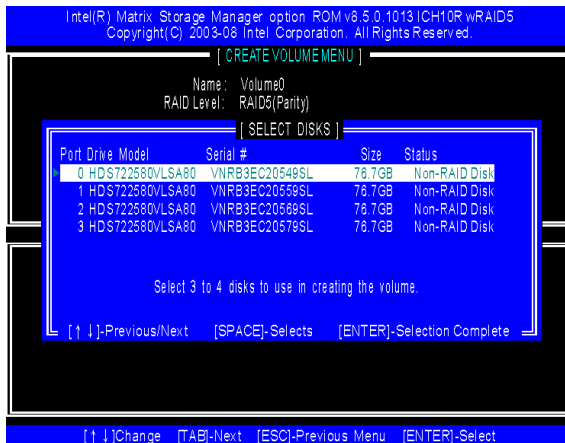 Intel(R) Matrix Storage Manager option ROM v8.5.0.1013 ICH10R wRAID5
Copyright(C) 2003-08 Intel Corporation. All Rights Reserved.
[ CREATE VOLUME MENU ]
Name: Volume0
RAID Level: RAID5(Parity)
[ SELECT DISKS ]
Port Drive Model Serial # Size Status
0 HDS722580VLSA80 VNRB3EC20549SL 76.7GB Non-RAID Disk
1 HDS722580VLSA80 VNRB3EC20559SL 76.7GB Non-RAID Disk
2 HDS722580VLSA80 VNRB3EC20569SL 76.7GB Non-RAID Disk
3 HDS722580VLSA80 VNRB3EC20579SL 76.7GB Non-RAID Disk
Select 3 to 4 disks to use in creating the volume.
[↑↓]-Previous/Next [SPACE]-Selects [ENTER]-Selection Complete
[↑↓]Change [TAB]-Next [ESC]-Previous Menu [ENTER]-Select